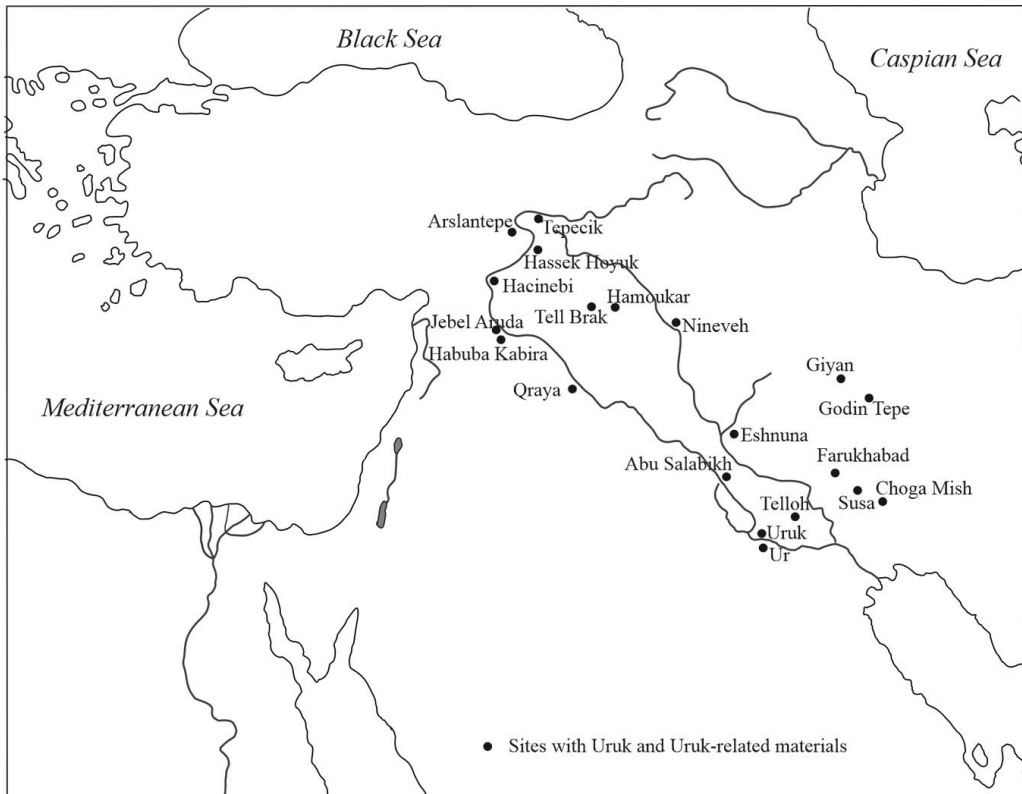 Black Sea
Caspian Sea
Arslantepe
Tepecik
Hassek Hoyuk
Hacinebi
Hamoukar
Tell Brak
Jebel Aruda
Nineveh
Habuba Kabira
Giyan
Qraya
Mediterranean Sea
Godin Tepe
Eshnuna
Farukhabad
Abu Salabikh
Choga Mish
Susa
Telloh
Uruk
Ur
Sites with Uruk and Uruk-related materials